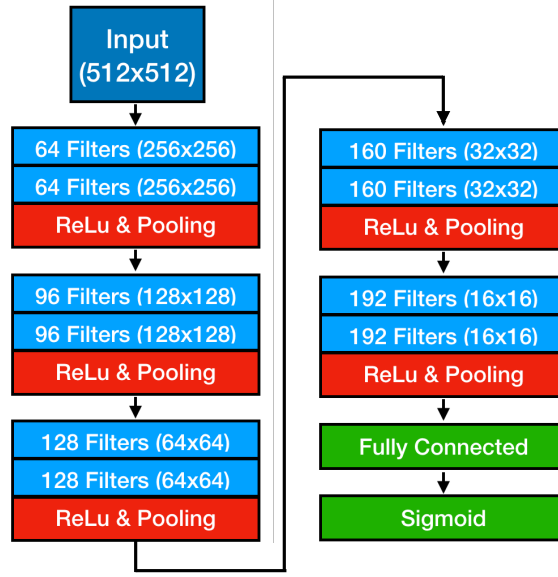 Input
(512x512)
64 Filters (256x256)
64 Filters (256x256)
ReLu & Pooling
96 Filters (128x128)
96 Filters (128x128)
ReLu & Pooling
128 Filters (64x64)
128 Filters (64x64)
ReLu & Pooling
160 Filters (32x32)
160 Filters (32x32)
ReLu & Pooling
192 Filters (16x16)
192 Filters (16x16)
ReLu & Pooling
Fully Connected
Sigmoid